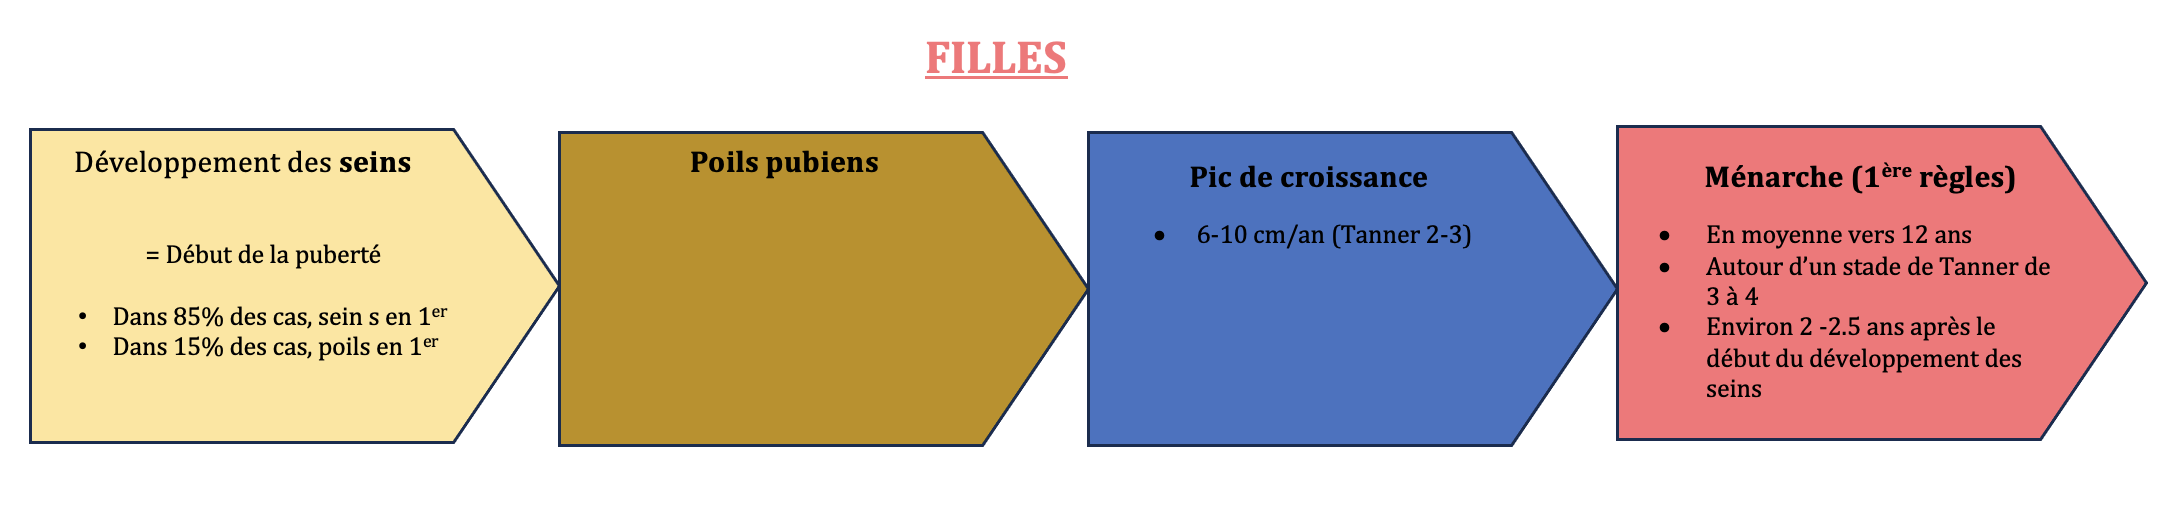 FILLES
Développement des seins
= Début de la puberté
• Dans 85% des cas, sein s en 1er
• Dans 15% des cas, poils en 1er
Poils pubiens
Pic de croissance
• 6-10 cm/an (Tanner 2-3)
Ménarche (1ère règles)
• En moyenne vers 12 ans
• Autour d’un stade de Tanner de
3 à 4
• Environ 2 -2.5 ans après le
début du développement des
seins